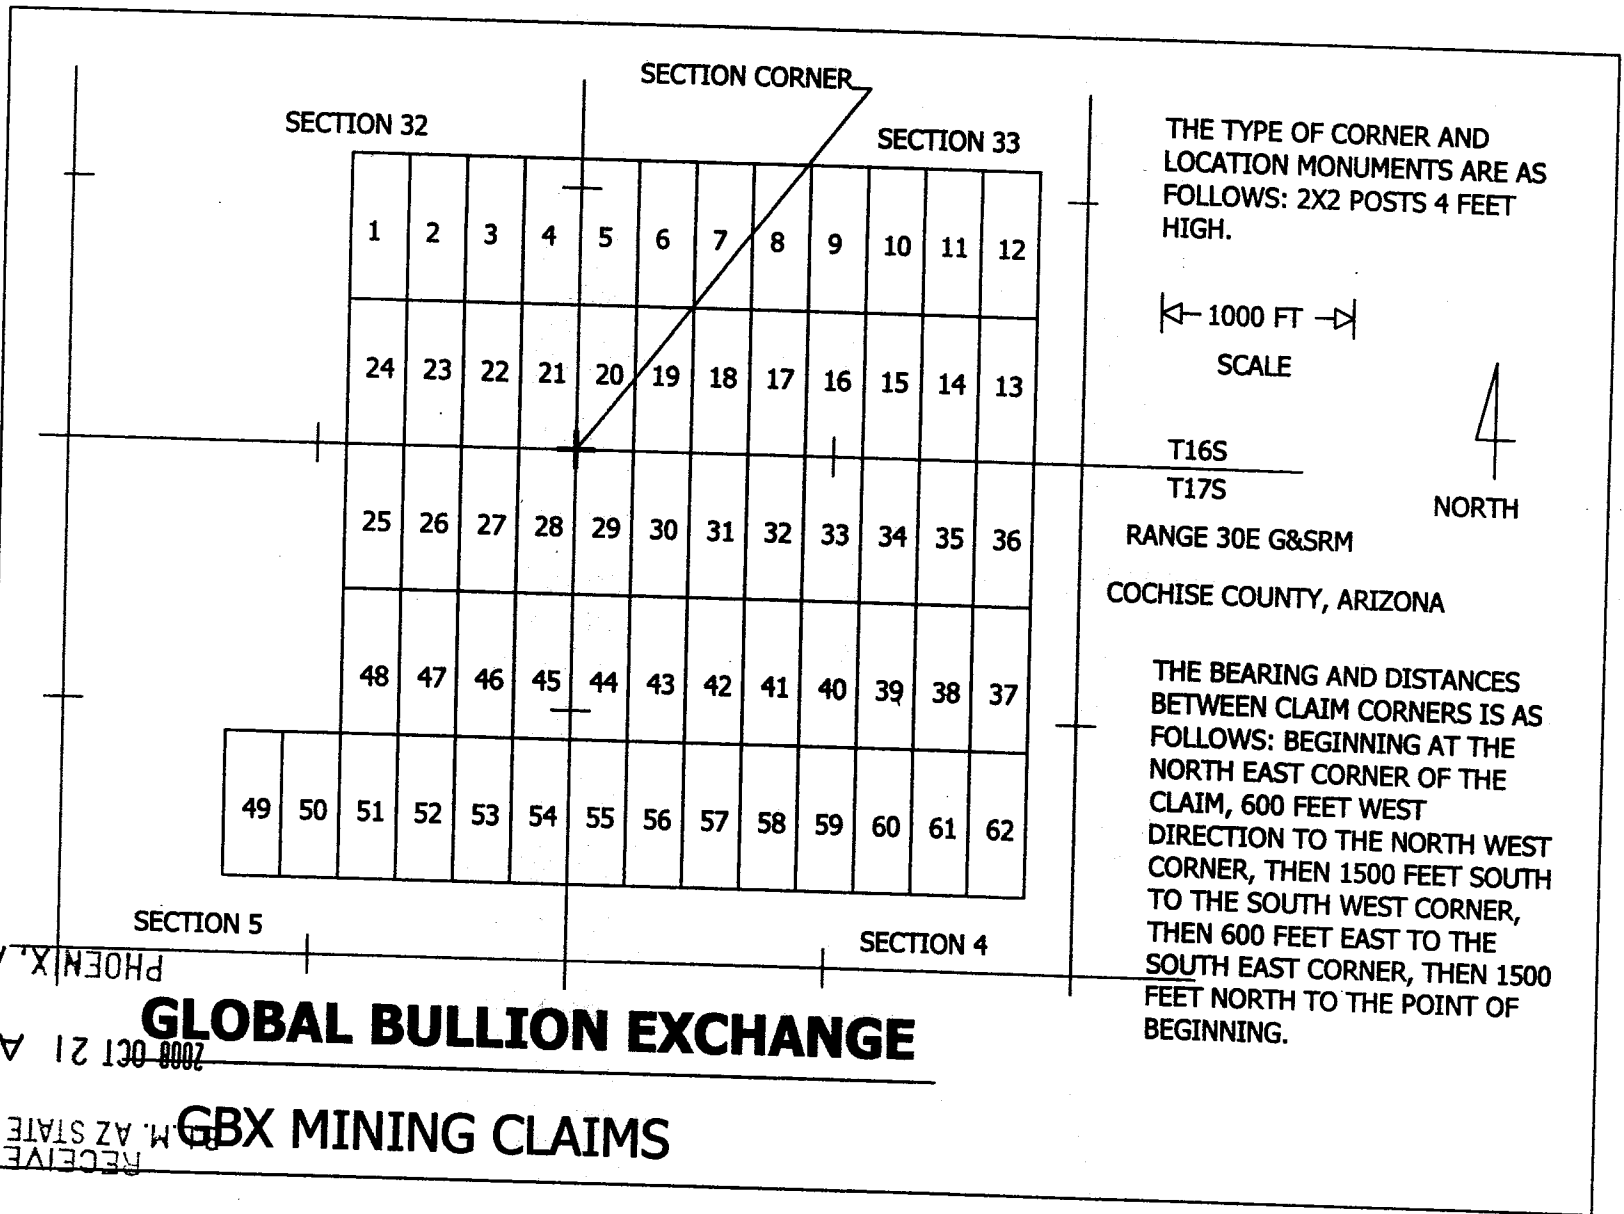 SECTION CORNER
SECTION 32
SECTION 33
THE TYPE OF CORNER AND
LOCATION MONUMENTS ARE AS
FOLLOWS: 2X2 POSTS 4 FEET
HIGH.
1 2 3 4 5 6 7 8 9 10 11 12
1000 FT
SCALE
24 23 22 21 20 19 18 17 16 15 14 13
T16S
T17S
NORTH
RANGE 30E G&SRM
25 26 27 28 29 30 31 32 33 34 35 36
COCHISE COUNTY, ARIZONA
48 47 46 45 44 43 42 41 40 39 38 37
THE BEARING AND DISTANCES
BETWEEN CLAIM CORNERS IS AS
FOLLOWS: BEGINNING AT THE
NORTH EAST CORNER OF THE
CLAIM, 600 FEET WEST
DIRECTION TO THE NORTH WEST
CORNER, THEN 1500 FEET SOUTH
TO THE SOUTH WEST CORNER,
THEN 600 FEET EAST TO THE
SOUTH EAST CORNER, THEN 1500
FEET NORTH TO THE POINT OF
BEGINNING.
49 50 51 52 53 54 55 56 57 58 59 60 61 62
SECTION 5
SECTION 4
PHOENIX,
GLOBAL BULLION EXCHANGE
2008 OCT 21 A
GBX MINING CLAIMS
AZ STATE
RECEIVE